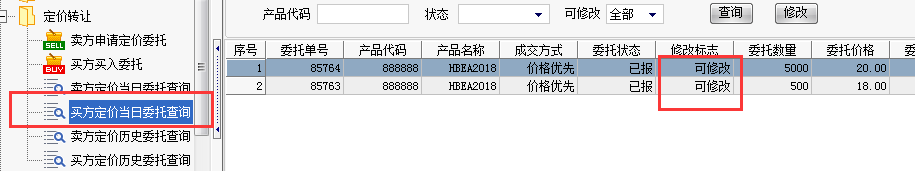 定价转让
SELL 卖方申请定价委托
BUY 买方买入委托
卖方定价当日委托查询
买方定价当日委托查询
卖方定价历史委托查询
买方定价历史委托查询
产品代码 状态 可修改 全部 查询 修改
序号 委托单号 产品代码 产品名称 成交方式 委托状态 修改标志 委托数量 委托价格
1 85764 888888 HBEA2018 价格优先 已报 可修改 5000 20.00
2 85763 888888 HBEA2018 价格优先 已报 可修改 500 18.00